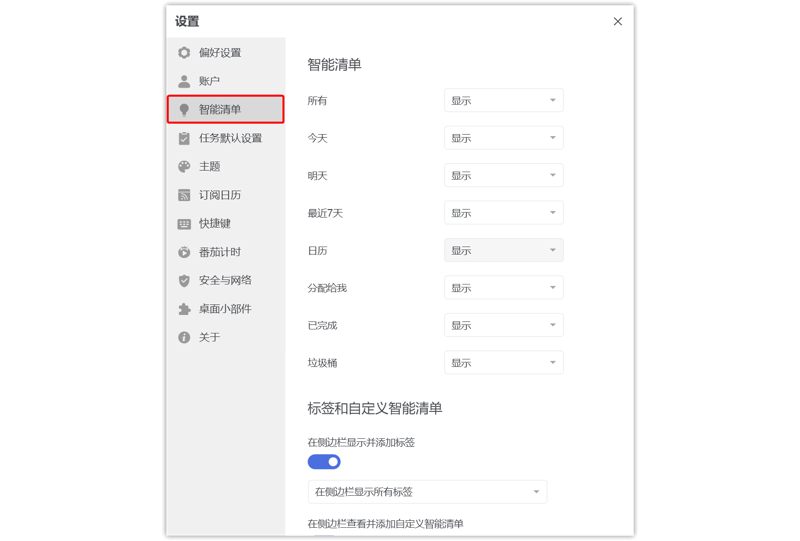 设置
偏好设置
账户
智能清单
任务默认设置
主题
订阅日历
快捷键
番茄计时
安全与网络
桌面小部件
关于
智能清单
所有 显示
今天 显示
明天 显示
最近7天 显示
日历 显示
分配给我 显示
已完成 显示
垃圾桶 显示
标签和自定义智能清单
在侧边栏显示并添加标签
在侧边栏显示所有标签
在侧边栏查看并添加自定义智能清单